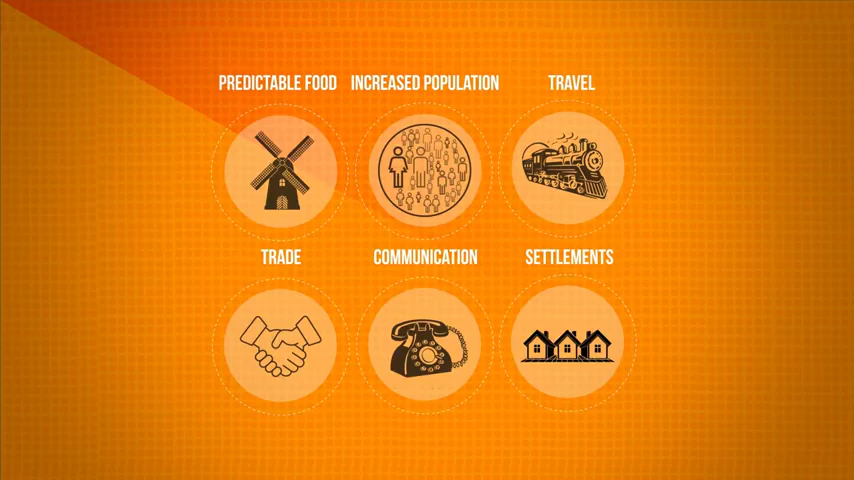 PREDICTABLE FOOD
INCREASED POPULATION
TRAVEL
TRADE
COMMUNICATION
SETTLEMENTS